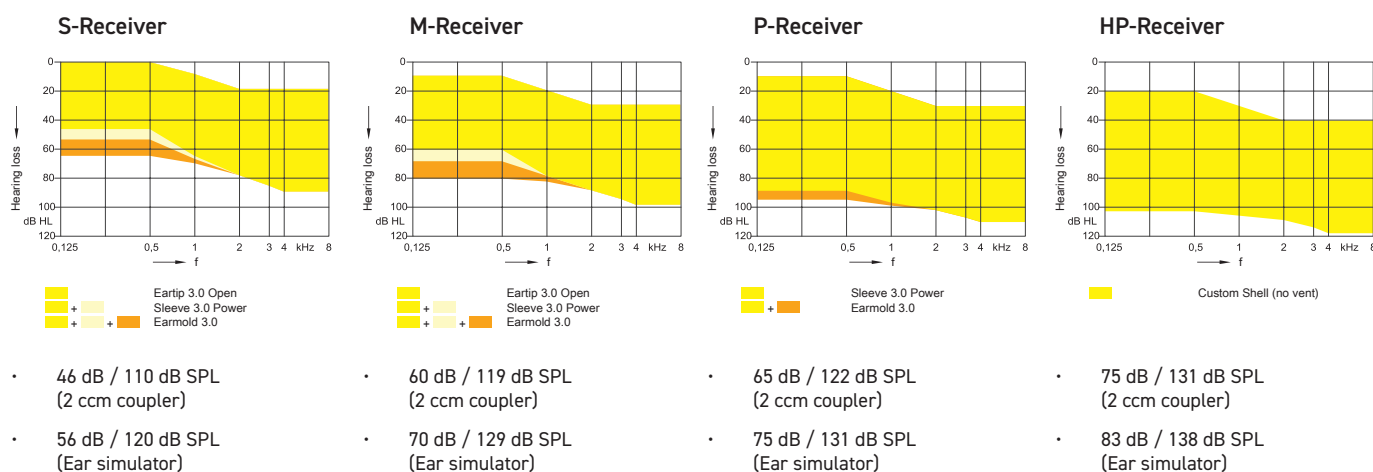 S-Receiver
0
20
40
60
80
100
dB HL
120
Hearing loss
0,125 0,5 1 2 3 4 kHz 8
f
Eartip 3.0 Open
+ Sleeve 3.0 Power
+ + Earmold 3.0
· 46 dB / 110 dB SPL
(2 ccm coupler)
· 56 dB / 120 dB SPL
(Ear simulator)
M-Receiver
0
20
40
60
80
100
dB HL
120
Hearing loss
0,125 0,5 1 2 3 4 kHz 8
f
Eartip 3.0 Open
+ Sleeve 3.0 Power
+ + Earmold 3.0
· 60 dB / 119 dB SPL
(2 ccm coupler)
· 70 dB / 129 dB SPL
(Ear simulator)
P-Receiver
0
20
40
60
80
100
dB HL
120
Hearing loss
0,125 0,5 1 2 3 4 kHz 8
f
Sleeve 3.0 Power
+ Earmold 3.0
· 65 dB / 122 dB SPL
(2 ccm coupler)
· 75 dB / 131 dB SPL
(Ear simulator)
HP-Receiver
0
20
40
60
80
100
dB HL
120
Hearing loss
0,125 0,5 1 2 3 4 kHz 8
f
Custom Shell (no vent)
· 75 dB / 131 dB SPL
(2 ccm coupler)
· 83 dB / 138 dB SPL
(Ear simulator)